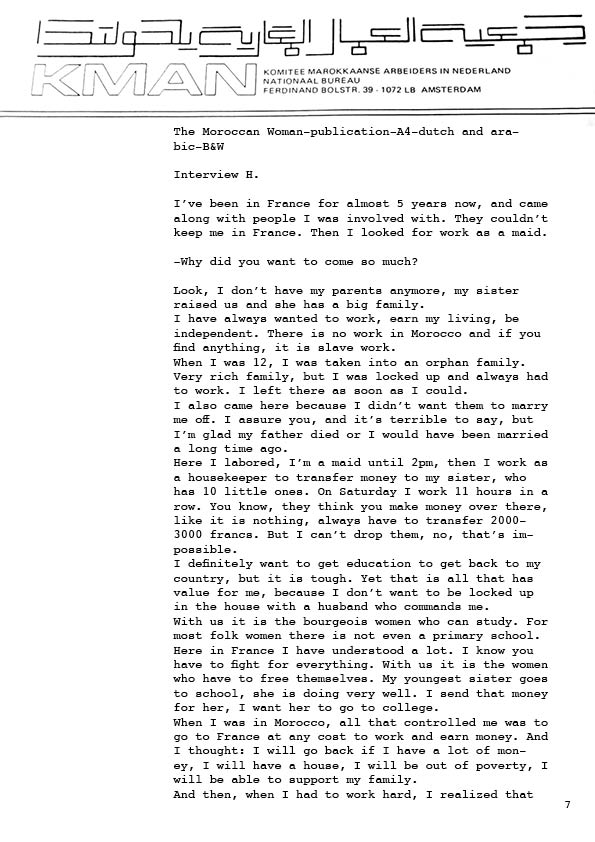 جمعية العمال المغاربة بهولندا
KMAN
KOMITEE MAROKKAANSE ARBEIDERS IN NEDERLAND
NATIONAAL BUREAU
FERDINAND BOLSTR. 39 - 1072 LB AMSTERDAM
The Moroccan Woman-publication-A4-dutch and ara-
bic-B&W
Interview H.
I've been in France for almost 5 years now, and came
along with people I was involved with. They couldn't
keep me in France. Then I looked for work as a maid.
-Why did you want to come so much?
Look, I don't have my parents anymore, my sister
raised us and she has a big family.
I have always wanted to work, earn my living, be
independent. There is no work in Morocco and if you
find anything, it is slave work.
When I was 12, I was taken into an orphan family.
Very rich family, but I was locked up and always had
to work. I left there as soon as I could.
I also came here because I didn't want them to marry
me off. I assure you, and it's terrible to say, but
I'm glad my father died or I would have been married
a long time ago.
Here I labored, I'm a maid until 2pm, then I work as
a housekeeper to transfer money to my sister, who
has 10 little ones. On Saturday I work 11 hours in a
row. You know, they think you make money over there,
like it is nothing, always have to transfer 2000-
3000 francs. But I can't drop them, no, that's im-
possible.
I definitely want to get education to get back to my
country, but it is tough. Yet that is all that has
value for me, because I don't want to be locked up
in the house with a husband who commands me.
With us it is the bourgeois women who can study. For
most folk women there is not even a primary school.
Here in France I have understood a lot. I know you
have to fight for everything. With us it is the women
who have to free themselves. My youngest sister goes
to school, she is doing very well. I send that money
for her, I want her to go to college.
When I was in Morocco, all that controlled me was to
go to France at any cost to work and earn money. And
I thought: I will go back if I have a lot of mon-
ey, I will have a house, I will be out of poverty, I
will be able to support my family.
And then, when I had to work hard, I realized that
7